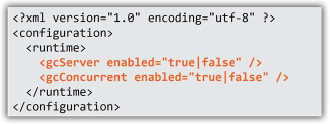 <?xml version="1.0" encoding="utf-8" ?>
<configuration>
<runtime>
<gcServer enabled="true|false" />
<gcConcurrent enabled="true|false" />
</runtime>
</configuration>